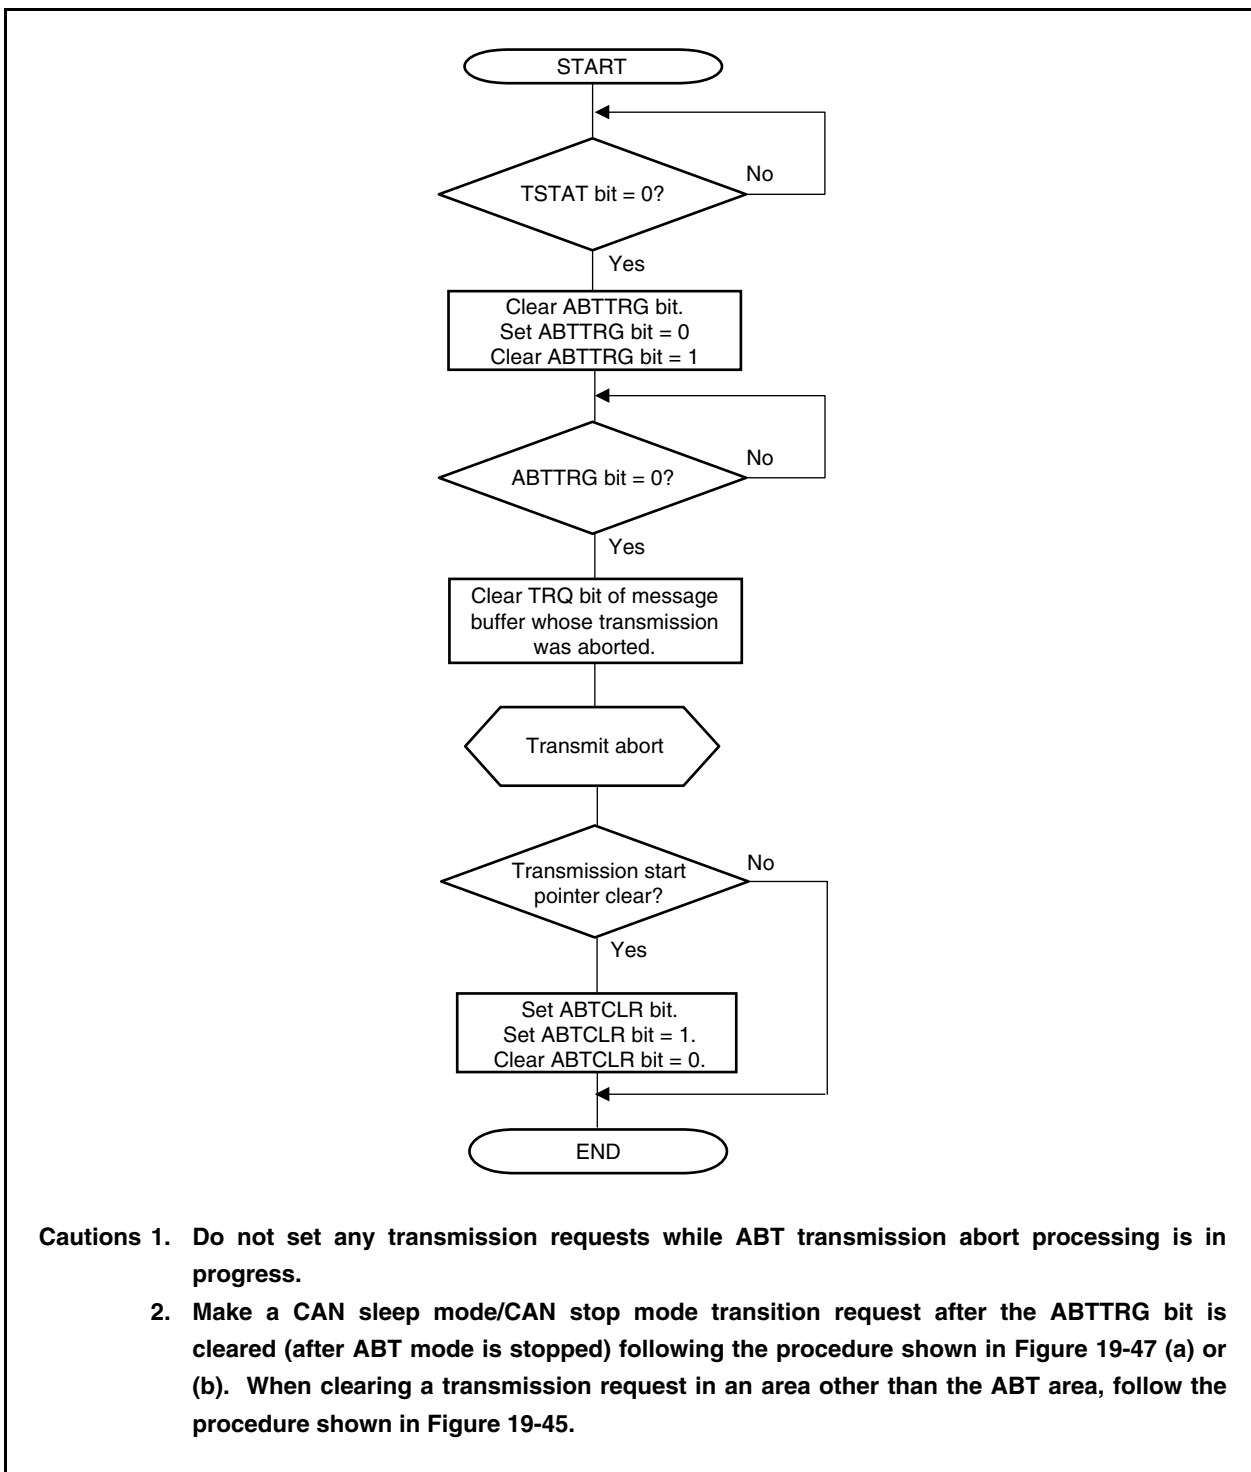 START
TSTAT bit = 0?
No
Yes
Clear ABTTRG bit.
Set ABTTRG bit = 0
Clear ABTTRG bit = 1
ABTTRG bit = 0?
No
Yes
Clear TRQ bit of message
buffer whose transmission
was aborted.
Transmit abort
Transmission start
pointer clear?
No
Yes
Set ABTCLR bit.
Set ABTCLR bit = 1.
Clear ABTCLR bit = 0.
END
Cautions 1. Do not set any transmission requests while ABT transmission abort processing is in
progress.
2. Make a CAN sleep mode/CAN stop mode transition request after the ABTTRG bit is
cleared (after ABT mode is stopped) following the procedure shown in Figure 19-47 (a) or
(b). When clearing a transmission request in an area other than the ABT area, follow the
procedure shown in Figure 19-45.